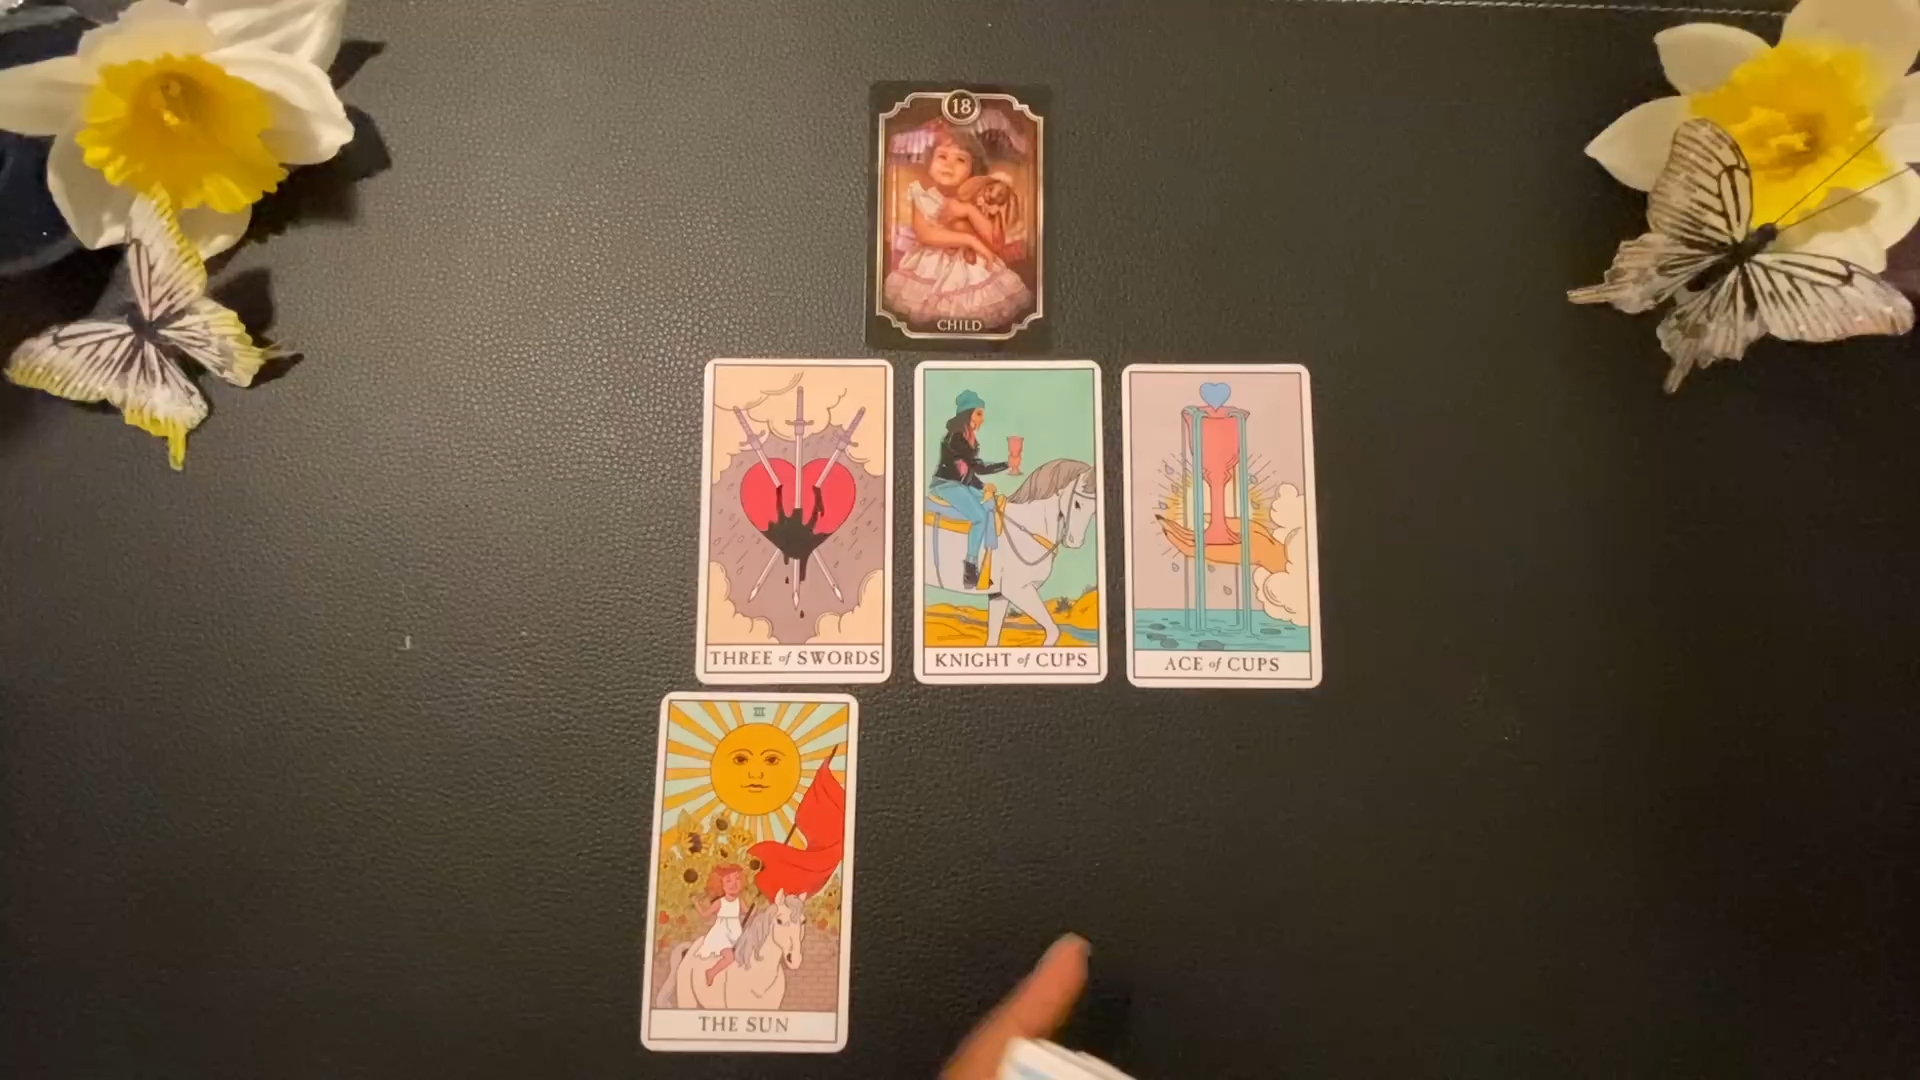 18
CHILD
THREE of SWORDS
KNIGHT of CUPS
ACE of CUPS
THE SUN